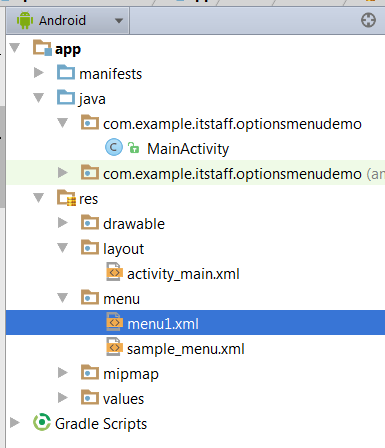 Android
app
manifests
java
com.example.itstaff.optionsmenudemo
C MainActivity
com.example.itstaff.optionsmenudemo (an
res
drawable
layout
activity_main.xml
menu
menu1.xml
sample_menu.xml
mipmap
values
Gradle Scripts